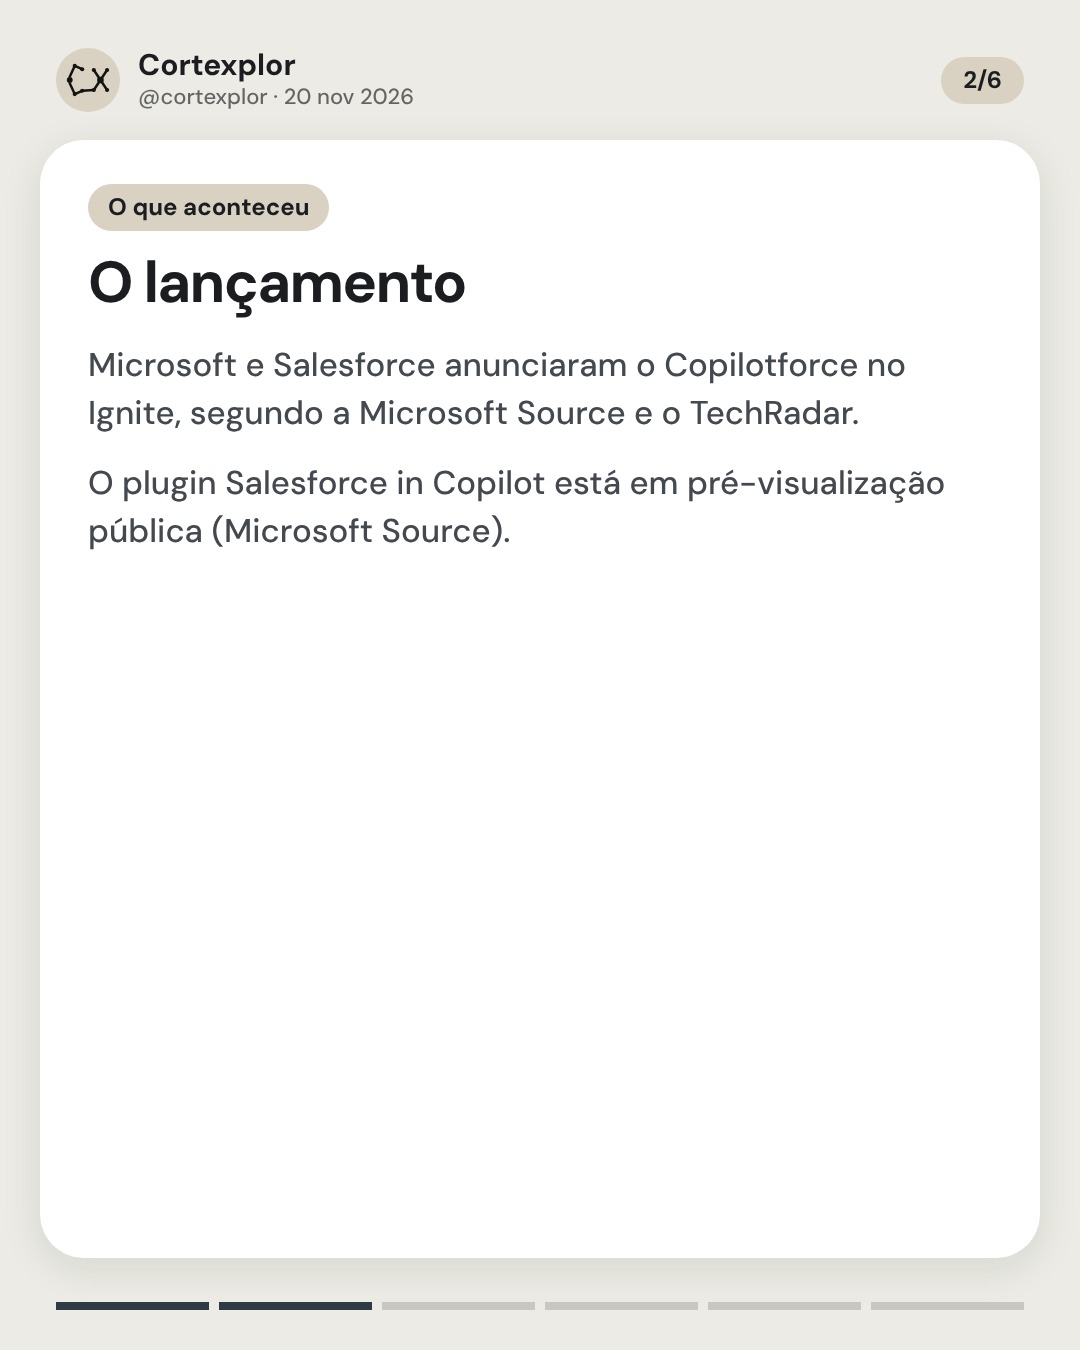 Cortexplor
@cortexplor · 20 nov 2026
2/6
O que aconteceu
O lançamento
Microsoft e Salesforce anunciaram o Copilotforce no
Ignite, segundo a Microsoft Source e o TechRadar.
O plugin Salesforce in Copilot está em pré-visualização
pública (Microsoft Source).